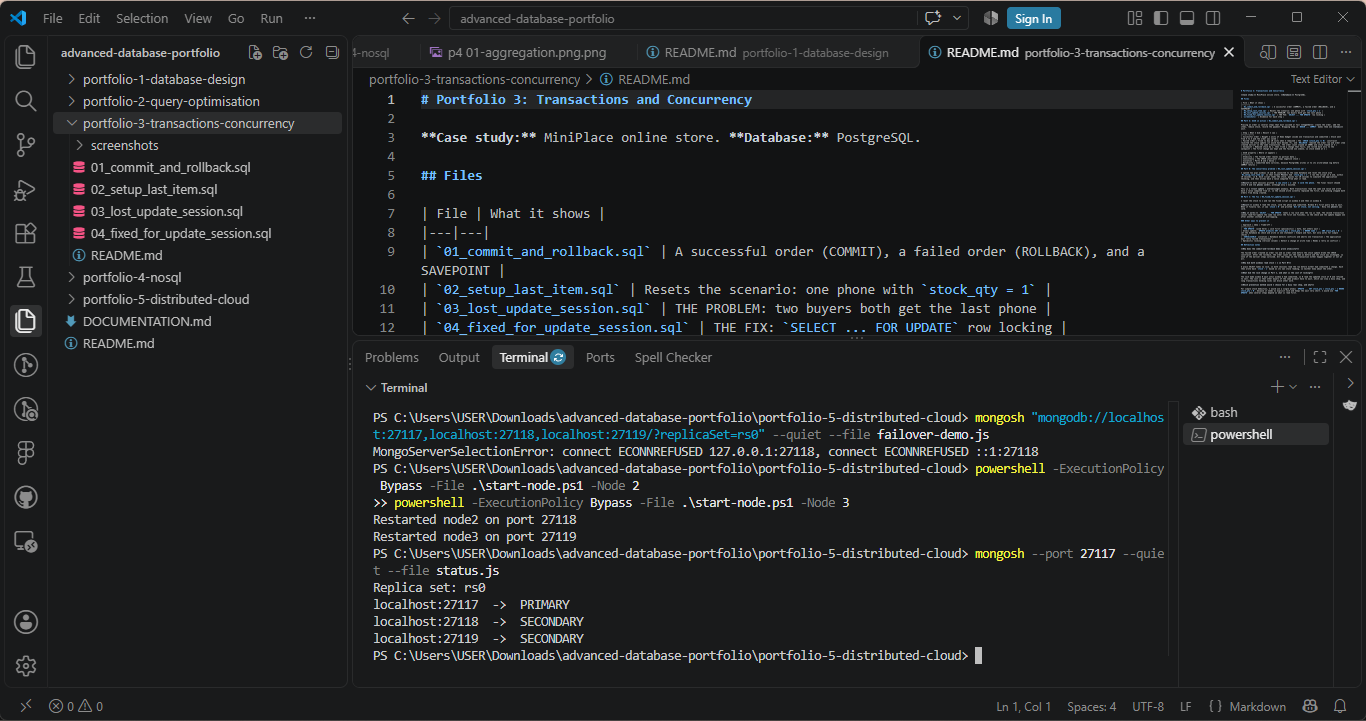 File Edit Selection View Go Run ··· advanced-database-portfolio Sign In
advanced-database-portfolio
portfolio-1-database-design
portfolio-2-query-optimisation
portfolio-3-transactions-concurrency
screenshots
01_commit_and_rollback.sql
02_setup_last_item.sql
03_lost_update_session.sql
04_fixed_for_update_session.sql
README.md
portfolio-4-nosql
portfolio-5-distributed-cloud
DOCUMENTATION.md
README.md
4-nosql p4 01-aggregation.png.png README.md portfolio-1-database-design README.md portfolio-3-transactions-concurrency
portfolio-3-transactions-concurrency > README.md Text Editor
1 # Portfolio 3: Transactions and Concurrency
2
3 **Case study:** MiniPlace online store. **Database:** PostgreSQL.
4
5 ## Files
6
7 | File | What it shows |
8 |---|---|
9 | `01_commit_and_rollback.sql` | A successful order (COMMIT), a failed order (ROLLBACK), and a
SAVEPOINT |
10 | `02_setup_last_item.sql` | Resets the scenario: one phone with `stock_qty = 1` |
11 | `03_lost_update_session.sql` | THE PROBLEM: two buyers both get the last phone |
12 | `04_fixed_for_update_session.sql` | THE FIX: `SELECT ... FOR UPDATE` row locking |
Problems Output Terminal Ports Spell Checker
Terminal
PS C:\Users\USER\Downloads\advanced-database-portfolio\portfolio-5-distributed-cloud> mongosh "mongodb://localhos
t:27117,localhost:27118,localhost:27119/?replicaSet=rs0" --quiet --file failover-demo.js
MongoServerSelectionError: connect ECONNREFUSED 127.0.0.1:27118, connect ECONNREFUSED ::1:27118
PS C:\Users\USER\Downloads\advanced-database-portfolio\portfolio-5-distributed-cloud> powershell -ExecutionPolicy
Bypass -File .\start-node.ps1 -Node 2
>> powershell -ExecutionPolicy Bypass -File .\start-node.ps1 -Node 3
Restarted node2 on port 27118
Restarted node3 on port 27119
PS C:\Users\USER\Downloads\advanced-database-portfolio\portfolio-5-distributed-cloud> mongosh --port 27117 --quie
t --file status.js
Replica set: rs0
localhost:27117 -> PRIMARY
localhost:27118 -> SECONDARY
localhost:27119 -> SECONDARY
PS C:\Users\USER\Downloads\advanced-database-portfolio\portfolio-5-distributed-cloud>
bash
powershell
0 0 Ln 1, Col 1 Spaces: 4 UTF-8 LF {} Markdown